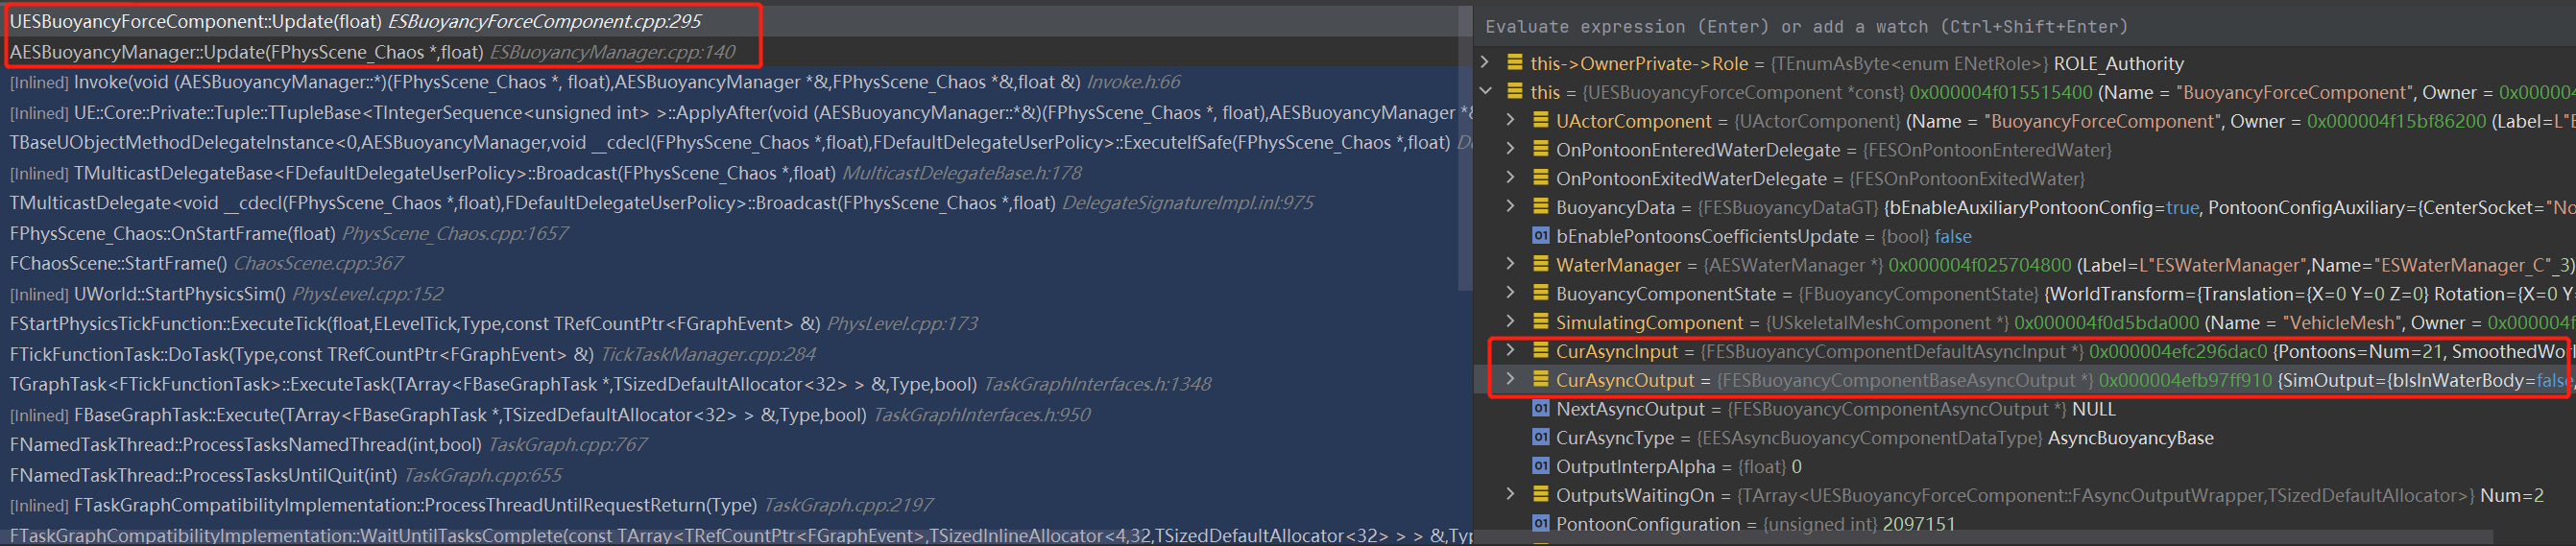 UESBuoyancyForceComponent::Update(float) ESBuoyancyForceComponent.cpp:295
AESBuoyancyManager::Update(FPhysScene_Chaos *,float) ESBuoyancyManager.cpp:140
[Inlined] Invoke(void (AESBuoyancyManager::*)(FPhysScene_Chaos *, float),AESBuoyancyManager *&,FPhysScene_Chaos *&,float &) Invoke.h:66
[Inlined] UE::Core::Private::Tuple::TTupleBase<TIntegerSequence<unsigned int> >::ApplyAfter(void (AESBuoyancyManager::*&)(FPhysScene_Chaos *, float),AESBuoyancyManager *&
TBaseUObjectMethodDelegateInstance<0,AESBuoyancyManager,void __cdecl(FPhysScene_Chaos *,float),FDefaultDelegateUserPolicy>::ExecuteIfSafe(FPhysScene_Chaos *,float)
[Inlined] TMulticastDelegateBase<FDefaultDelegateUserPolicy>::Broadcast(FPhysScene_Chaos *,float) MulticastDelegateBase.h:178
TMulticastDelegate<void __cdecl(FPhysScene_Chaos *,float),FDefaultDelegateUserPolicy>::Broadcast(FPhysScene_Chaos *,float) DelegateSignatureImpl.inl:975
FPhysScene_Chaos::OnStartFrame(float) PhysScene_Chaos.cpp:1657
FChaosScene::StartFrame() ChaosScene.cpp:367
[Inlined] UWorld::StartPhysicsSim() PhysLevel.cpp:152
FStartPhysicsTickFunction::ExecuteTick(float,ELevelTick,Type,const TRefCountPtr<FGraphEvent> &) PhysLevel.cpp:173
FTickFunctionTask::DoTask(Type,const TRefCountPtr<FGraphEvent> &) TickTaskManager.cpp:284
TGraphTask<FTickFunctionTask>::ExecuteTask(TArray<FBaseGraphTask *,TSizedDefaultAllocator<32> > &,Type,bool) TaskGraphInterfaces.h:1348
[Inlined] FBaseGraphTask::Execute(TArray<FBaseGraphTask *,TSizedDefaultAllocator<32> > &,Type,bool) TaskGraphInterfaces.h:950
FNamedTaskThread::ProcessTasksNamedThread(int,bool) TaskGraph.cpp:767
FNamedTaskThread::ProcessTasksUntilQuit(int) TaskGraph.cpp:655
[Inlined] FTaskGraphCompatibilityImplementation::ProcessThreadUntilRequestReturn(Type) TaskGraph.cpp:2197
FTaskGraphCompatibilityImplementation::WaitUntilTasksComplete(const TArray<TRefCountPtr<FGraphEvent>,TSizedInlineAllocator<4,32,TSizedDefaultAllocator<32> > > &,Typ
Evaluate expression (Enter) or add a watch (Ctrl+Shift+Enter)
this->OwnerPrivate->Role = {TEnumAsByte<enum ENetRole>} ROLE_Authority
this = {UESBuoyancyForceComponent *const} 0x000004f015515400 (Name = "BuoyancyForceComponent", Owner = 0x000004
UActorComponent = {UActorComponent} (Name = "BuoyancyForceComponent", Owner = 0x000004f15bf86200 (Label=L"E
OnPontoonEnteredWaterDelegate = {FESOnPontoonEnteredWater}
OnPontoonExitedWaterDelegate = {FESOnPontoonExitedWater}
BuoyancyData = {FESBuoyancyDataGT} {bEnableAuxiliaryPontoonConfig=true, PontoonConfigAuxiliary={CenterSocket="No
bEnablePontoonsCoefficientsUpdate = {bool} false
WaterManager = {AESWaterManager *} 0x000004f025704800 (Label=L"ESWaterManager",Name="ESWaterManager_C"_3)
BuoyancyComponentState = {FBuoyancyComponentState} {WorldTransform={Translation={X=0 Y=0 Z=0} Rotation={X=0 Y=
SimulatingComponent = {USkeletalMeshComponent *} 0x000004f0d5bda000 (Name = "VehicleMesh", Owner = 0x000004f
CurAsyncInput = {FESBuoyancyComponentDefaultAsyncInput *} 0x000004efc296dac0 {Pontoons=Num=21, SmoothedWorl
CurAsyncOutput = {FESBuoyancyComponentBaseAsyncOutput *} 0x000004efb97ff910 {SimOutput={bIsInWaterBody=false
NextAsyncOutput = {FESBuoyancyComponentAsyncOutput *} NULL
CurAsyncType = {EESAsyncBuoyancyComponentDataType} AsyncBuoyancyBase
OutputInterpAlpha = {float} 0
OutputsWaitingOn = {TArray<UESBuoyancyForceComponent::FAsyncOutputWrapper,TSizedDefaultAllocator>} Num=2
PontoonConfiguration = {unsigned int} 2097151